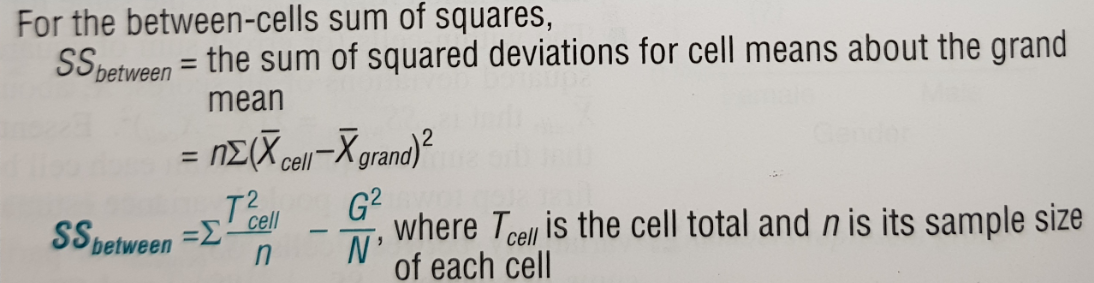 For the between-cells sum of squares,
SSbetween = the sum of squared deviations for cell means about the grand
mean
= nΣ(X̄cell–X̄grand)²
SSbetween =Σ T²cell/n – G²/N, where Tcell is the cell total and n is its sample size
of each cell